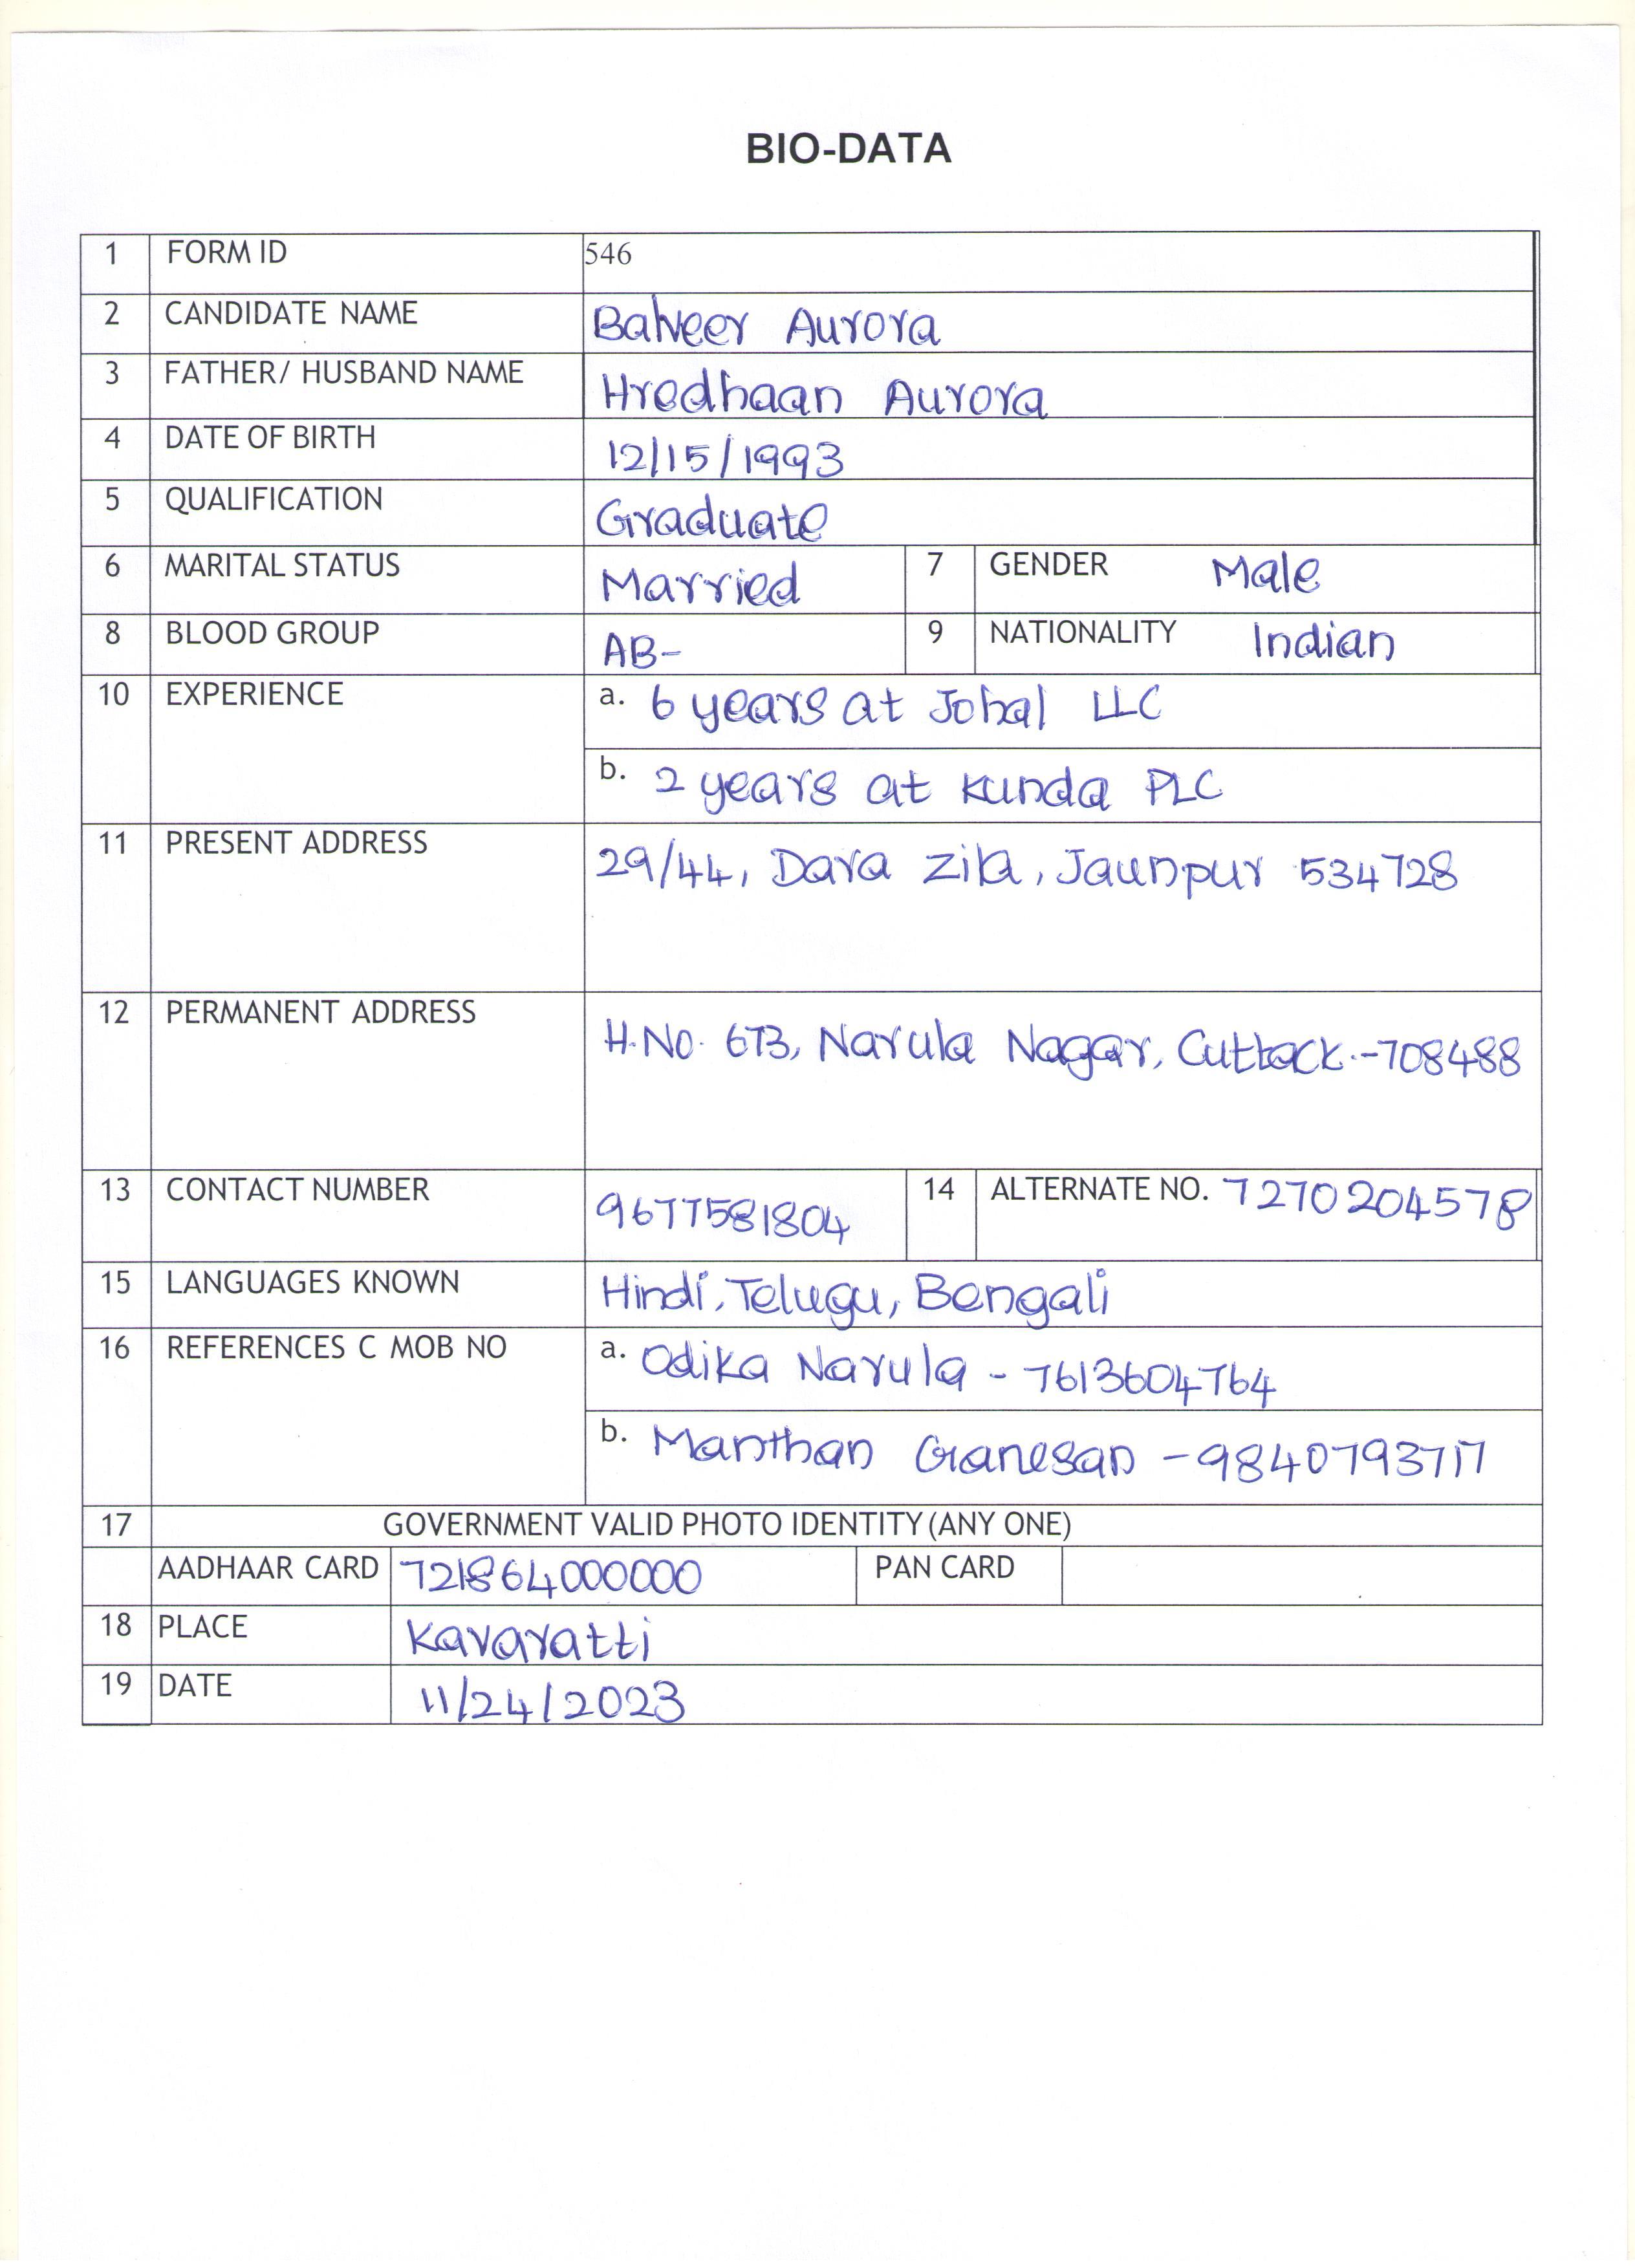 BIO-DATA
1 FORM ID 546
2 CANDIDATE NAME Balveer Aurora
3 FATHER/ HUSBAND NAME Hredhaan Aurora
4 DATE OF BIRTH 12/15/1993
5 QUALIFICATION Graduate
6 MARITAL STATUS Married 7 GENDER Male
8 BLOOD GROUP AB- 9 NATIONALITY Indian
10 EXPERIENCE a. 6 years at Johal LLC
b. 2 years at Kunda PLC
11 PRESENT ADDRESS 29/44, Dara Zila, Jaunpur 534728
12 PERMANENT ADDRESS H.No. 673, Narula Nagar, Cuttack.-708488
13 CONTACT NUMBER 9677581804 14 ALTERNATE NO. 7270204578
15 LANGUAGES KNOWN Hindi, Telugu, Bengali
16 REFERENCES C MOB NO a. Odika Narula - 7613604764
b. Manthan Ganesan - 9840793717
17 GOVERNMENT VALID PHOTO IDENTITY (ANY ONE)
AADHAAR CARD 721864000000 PAN CARD
18 PLACE Kavaratti
19 DATE 11/24/2023